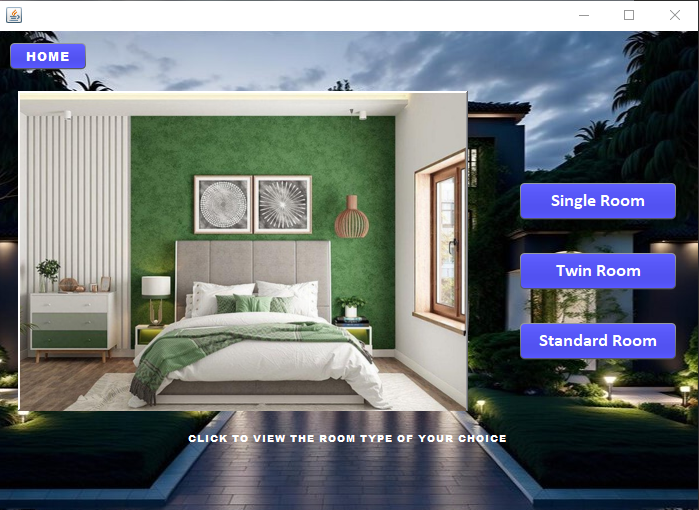 HOME
Single Room
Twin Room
Standard Room
CLICK TO VIEW THE ROOM TYPE OF YOUR CHOICE